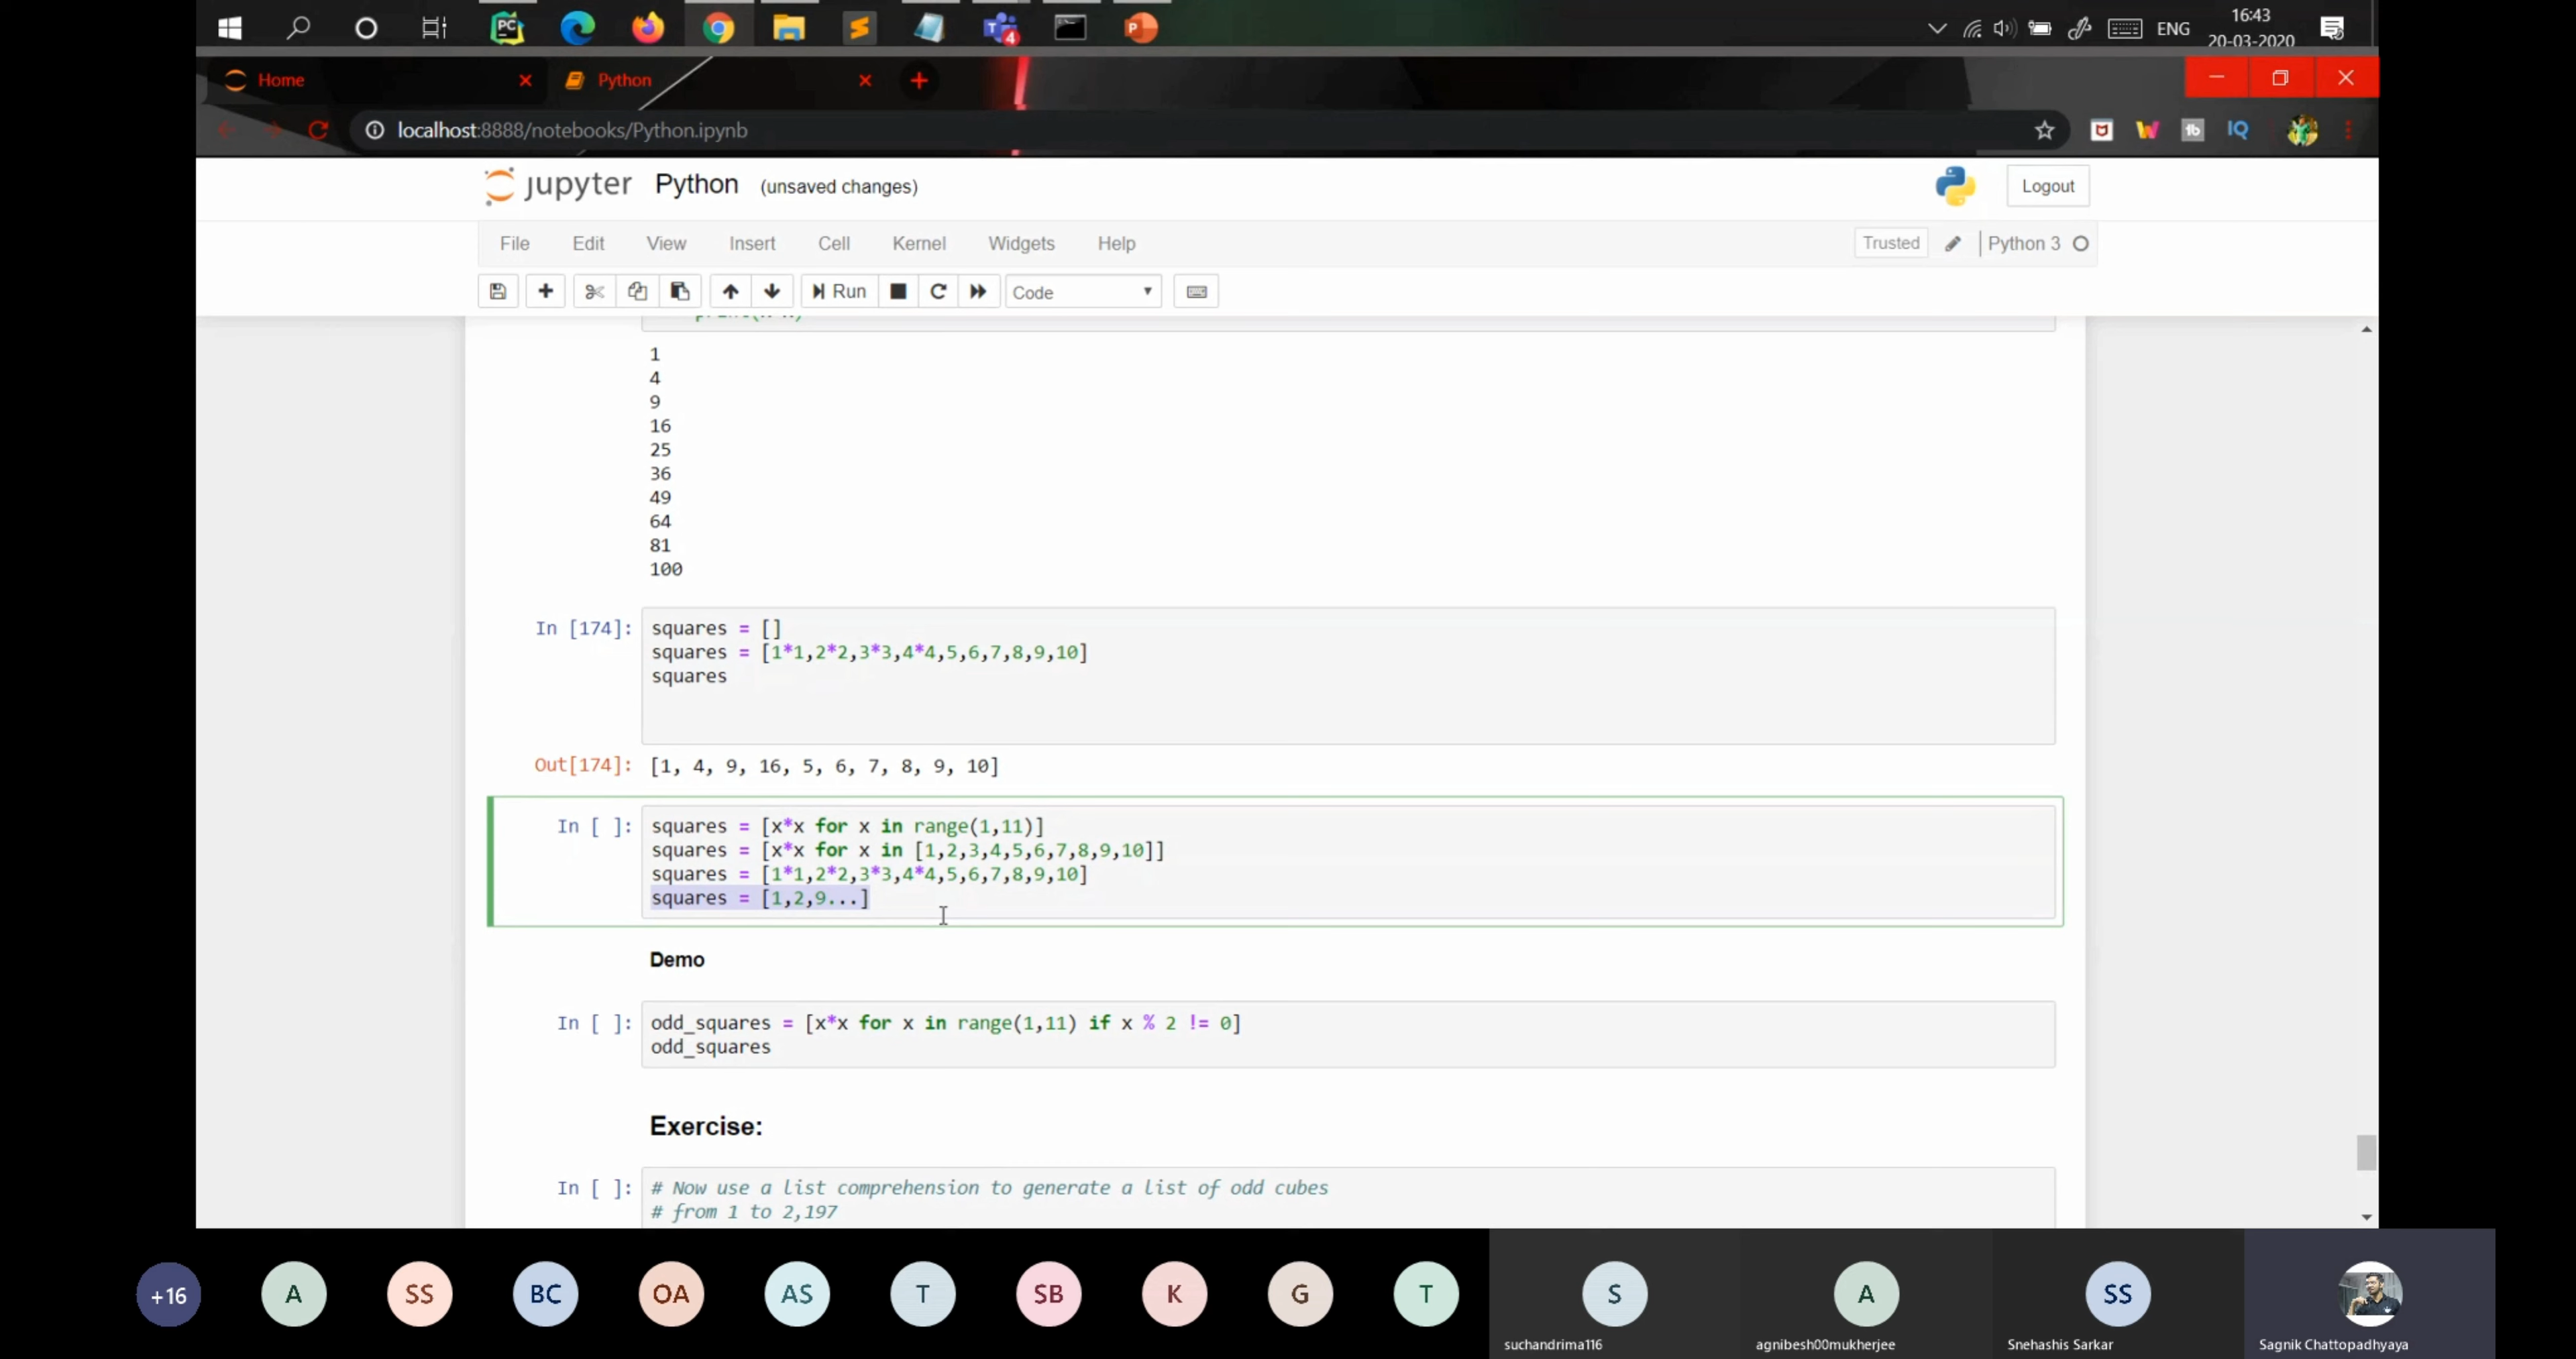 16:43
ENG
20-03-2020
Home
Python
localhost:8888/notebooks/Python.ipynb
IQ
jupyter Python (unsaved changes)
Logout
File Edit View Insert Cell Kernel Widgets Help
Trusted
Python 3
Run
Code
1
4
9
16
25
36
49
64
81
100
In [174]:
squares = []
squares = [1*1,2*2,3*3,4*4,5,6,7,8,9,10]
squares
Out[174]: [1, 4, 9, 16, 5, 6, 7, 8, 9, 10]
In [ ]:
squares = [x*x for x in range(1,11)]
squares = [x*x for x in [1,2,3,4,5,6,7,8,9,10]]
squares = [1*1,2*2,3*3,4*4,5,6,7,8,9,10]
squares = [1,2,9...]
Demo
In [ ]:
odd_squares = [x*x for x in range(1,11) if x % 2 != 0]
odd_squares
Exercise:
In [ ]:
# Now use a list comprehension to generate a list of odd cubes
# from 1 to 2,197
+16 A SS BC OA AS T SB K G T S A SS
suchandrima116
agnibesh00mukherjee
Snehashis Sarkar
Sagnik Chattopadhyaya